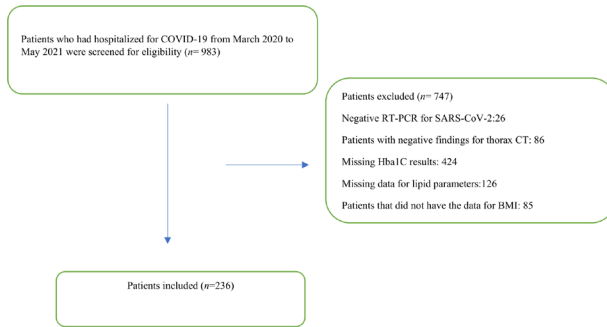 Patients who had hospitalized for COVID-19 from March 2020 to
May 2021 were screened for eligibility (n= 983)
Patients excluded (n= 747)
Negative RT-PCR for SARS-CoV-2:26
Patients with negative findings for thorax CT: 86
Missing Hba1C results: 424
Missing data for lipid parameters:126
Patients that did not have the data for BMI: 85
Patients included (n=236)